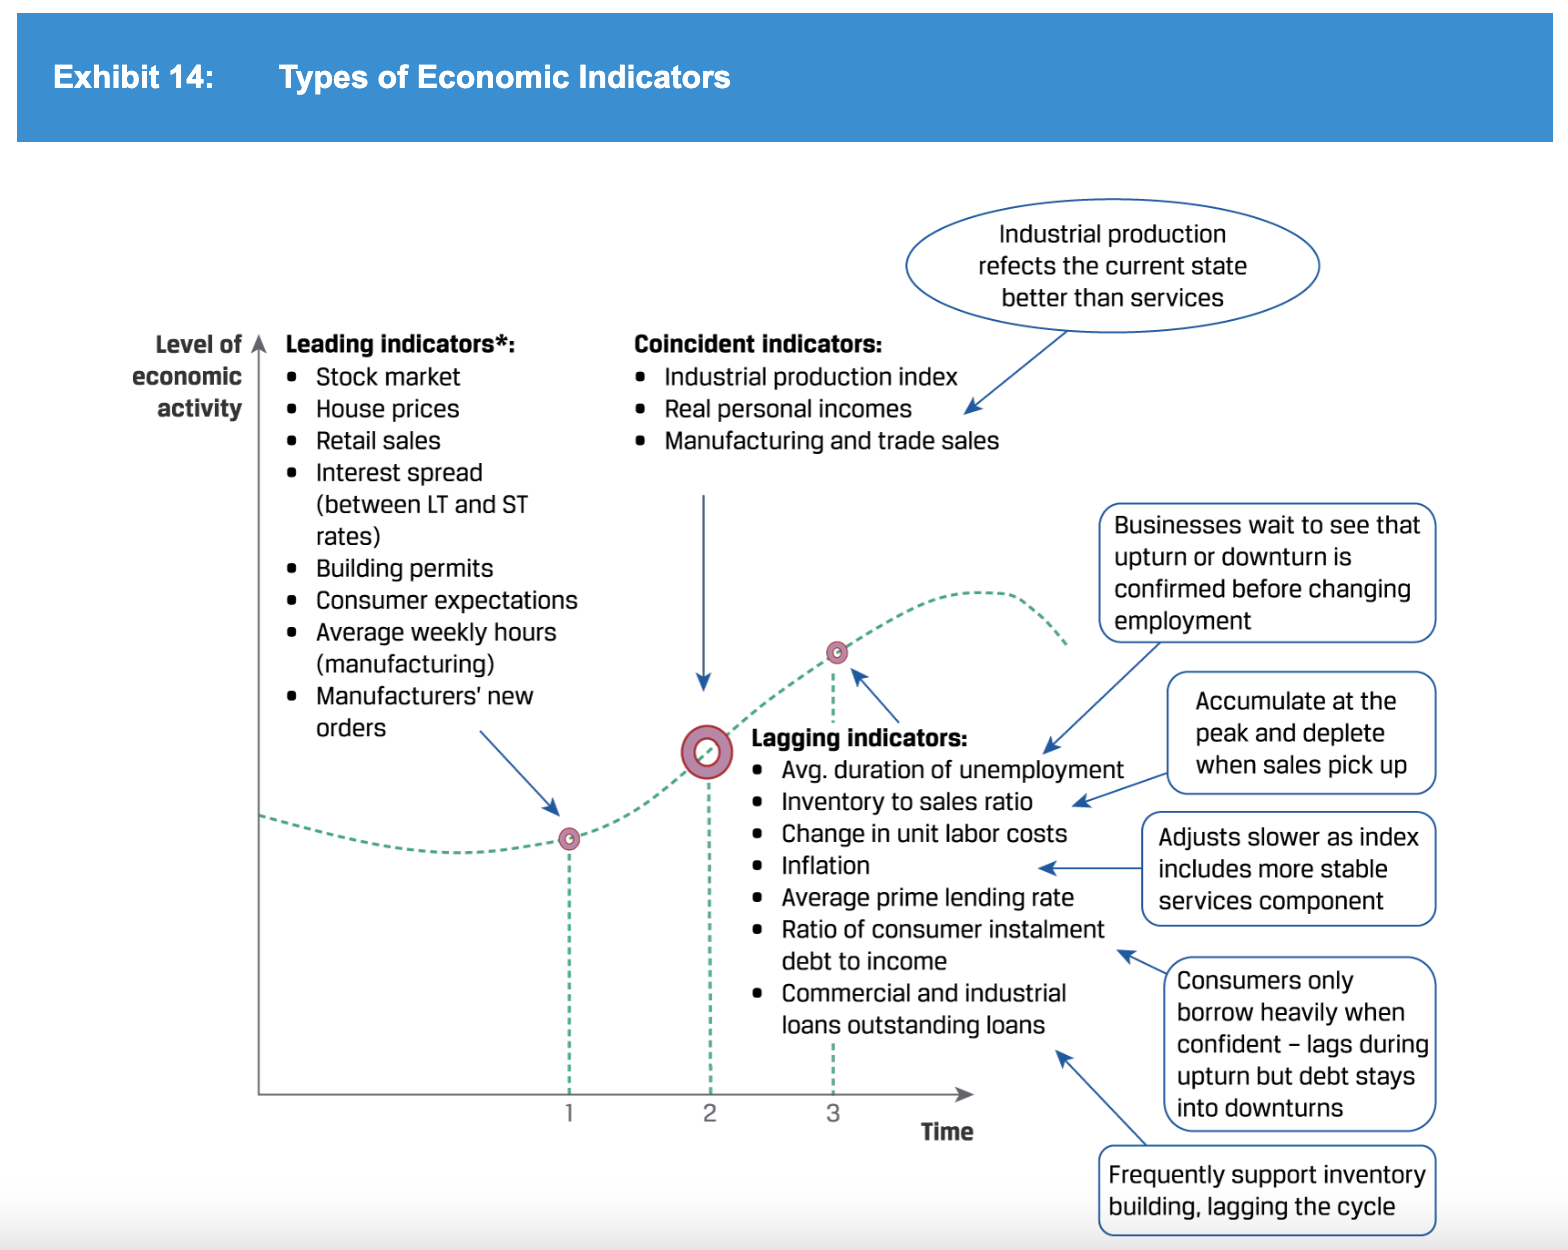 Exhibit 14: Types of Economic Indicators
Industrial production
refects the current state
better than services
Level of
economic
activity
Leading indicators*:
• Stock market
• House prices
• Retail sales
• Interest spread
(between LT and ST
rates)
• Building permits
• Consumer expectations
• Average weekly hours
(manufacturing)
• Manufacturers' new
orders
Coincident indicators:
• Industrial production index
• Real personal incomes
• Manufacturing and trade sales
Businesses wait to see that
upturn or downturn is
confirmed before changing
employment
Accumulate at the
peak and deplete
when sales pick up
Lagging indicators:
• Avg. duration of unemployment
• Inventory to sales ratio
• Change in unit labor costs
• Inflation
• Average prime lending rate
• Ratio of consumer instalment
debt to income
• Commercial and industrial
loans outstanding loans
Adjusts slower as index
includes more stable
services component
Consumers only
borrow heavily when
confident – lags during
upturn but debt stays
into downturns
Frequently support inventory
building, lagging the cycle
1 2 3
Time